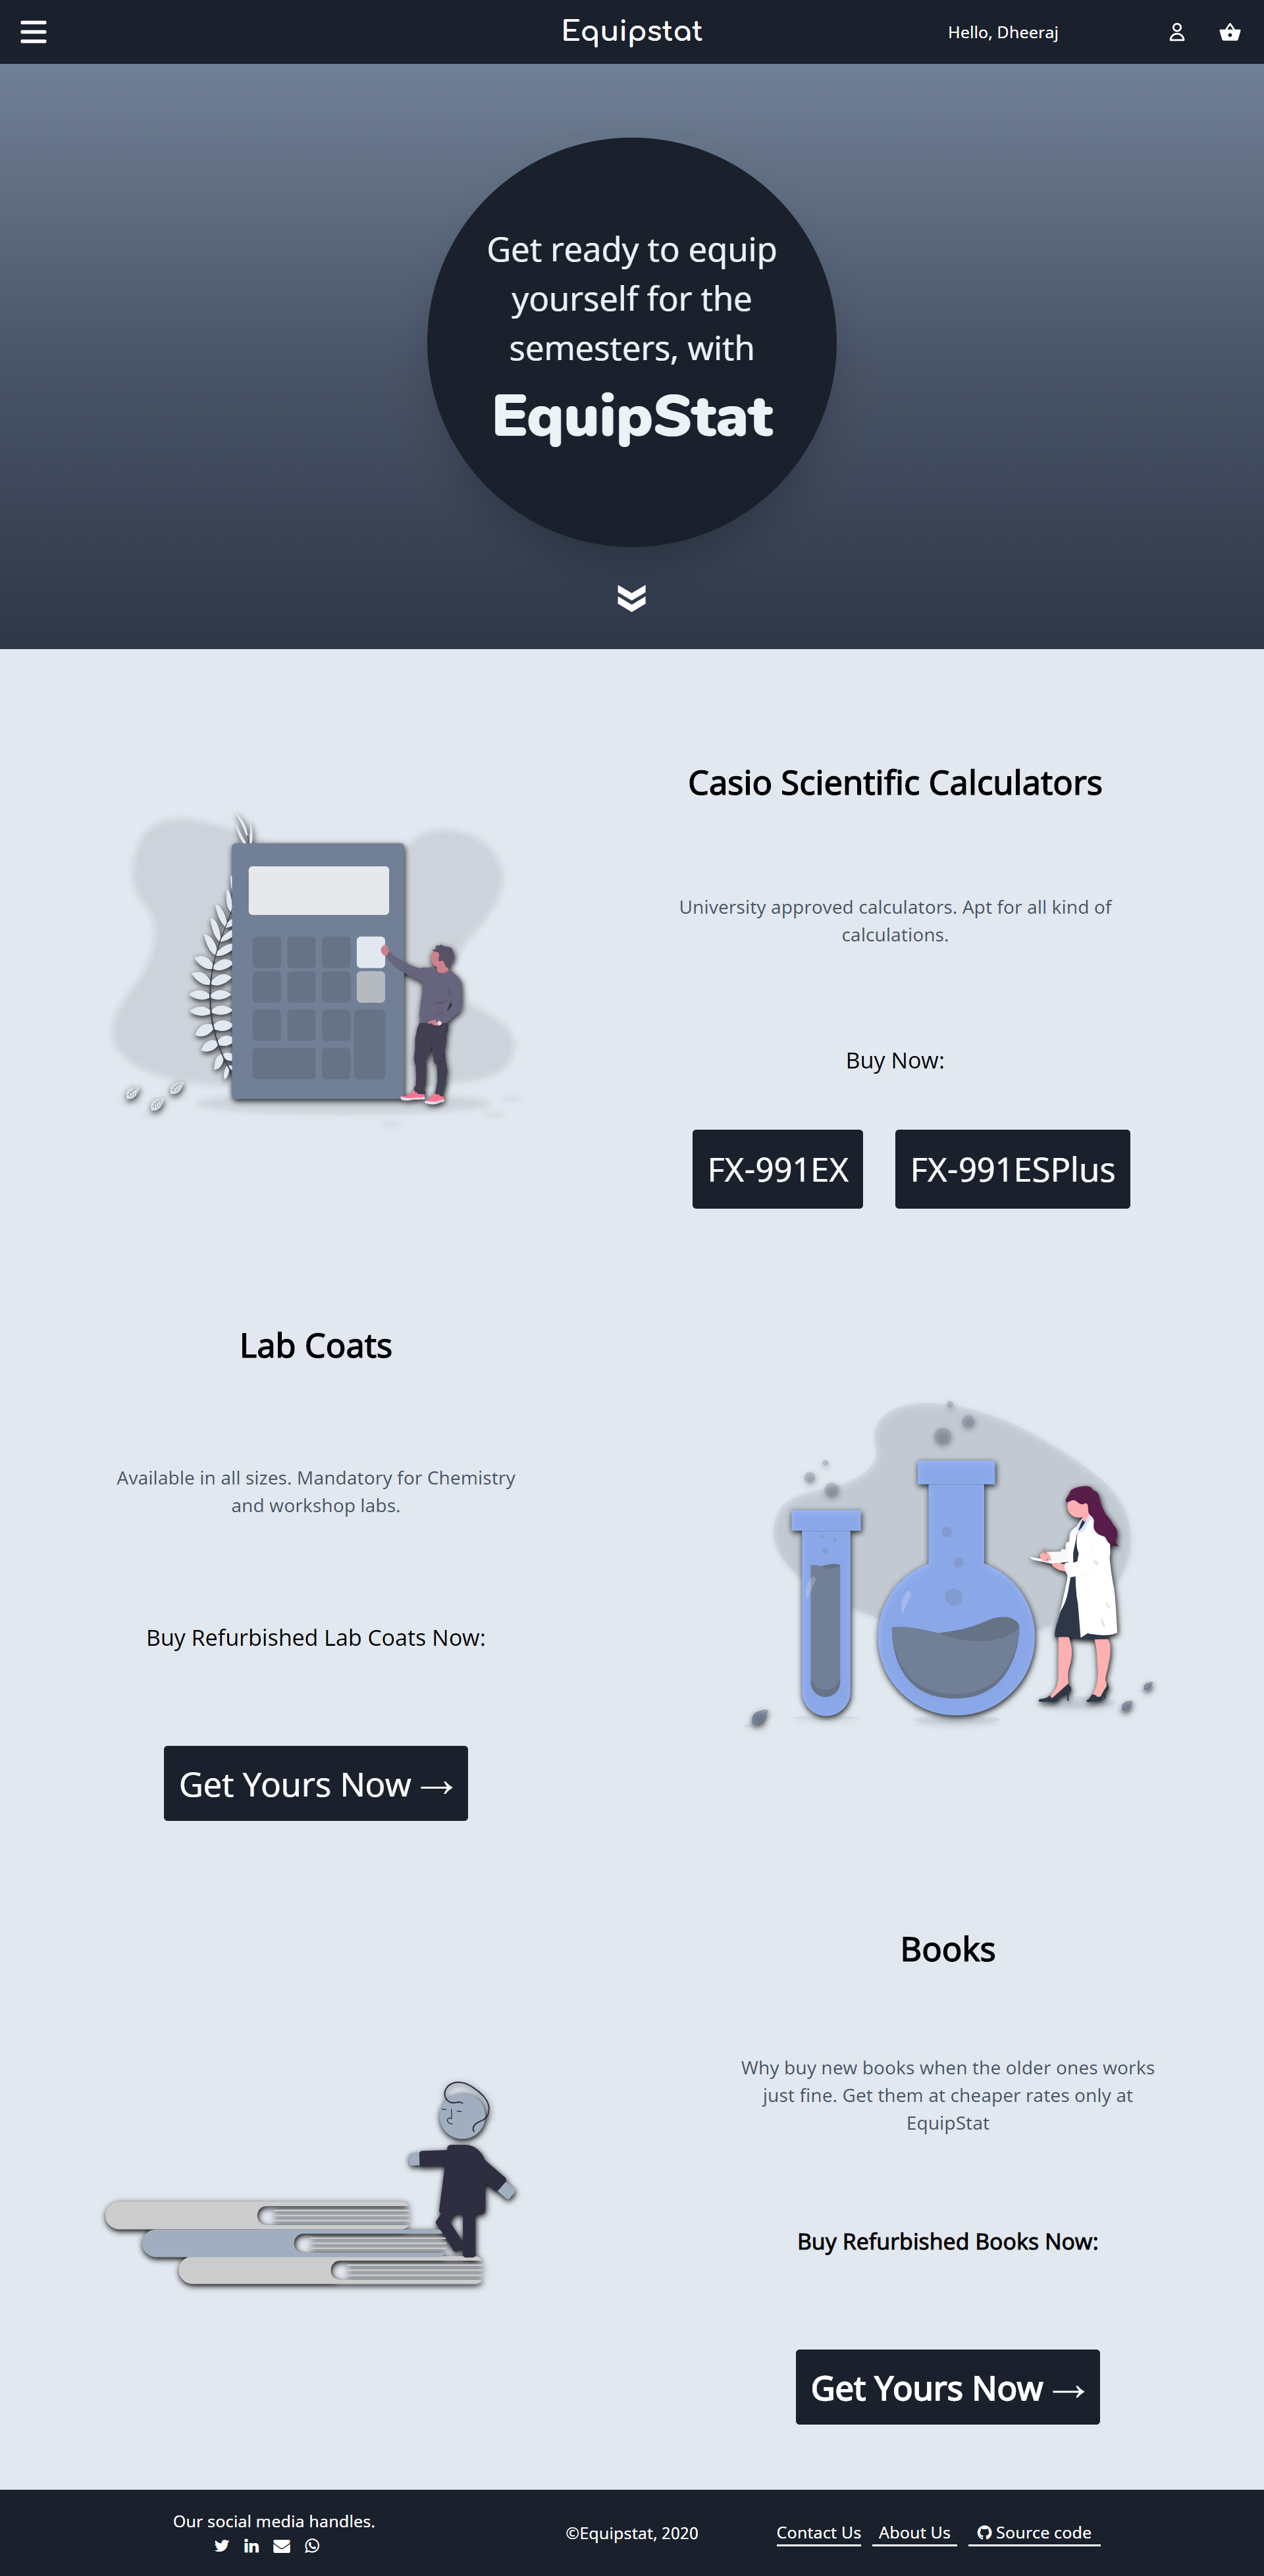 Equipstat
Hello, Dheeraj
Get ready to equip
yourself for the
semesters, with
EquipStat
Casio Scientific Calculators
University approved calculators. Apt for all kind of
calculations.
Buy Now:
FX-991EX
FX-991ESPlus
Lab Coats
Available in all sizes. Mandatory for Chemistry
and workshop labs.
Buy Refurbished Lab Coats Now:
Get Yours Now →
Books
Why buy new books when the older ones works
just fine. Get them at cheaper rates only at
EquipStat
Buy Refurbished Books Now:
Get Yours Now →
Our social media handles.
©Equipstat, 2020
Contact Us
About Us
Source code